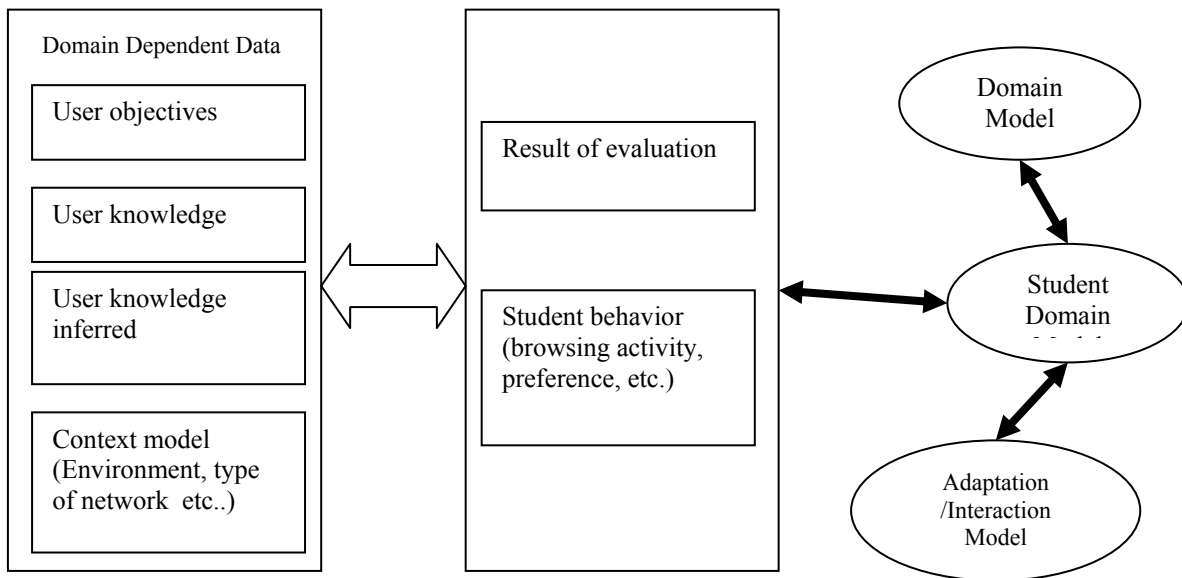 Domain Dependent Data
User objectives
User knowledge
User knowledge
inferred
Context model
(Environment, type
of network etc..)
Result of evaluation
Student behavior
(browsing activity,
preference, etc.)
Domain
Model
Student
Domain
Adaptation
/Interaction
Model